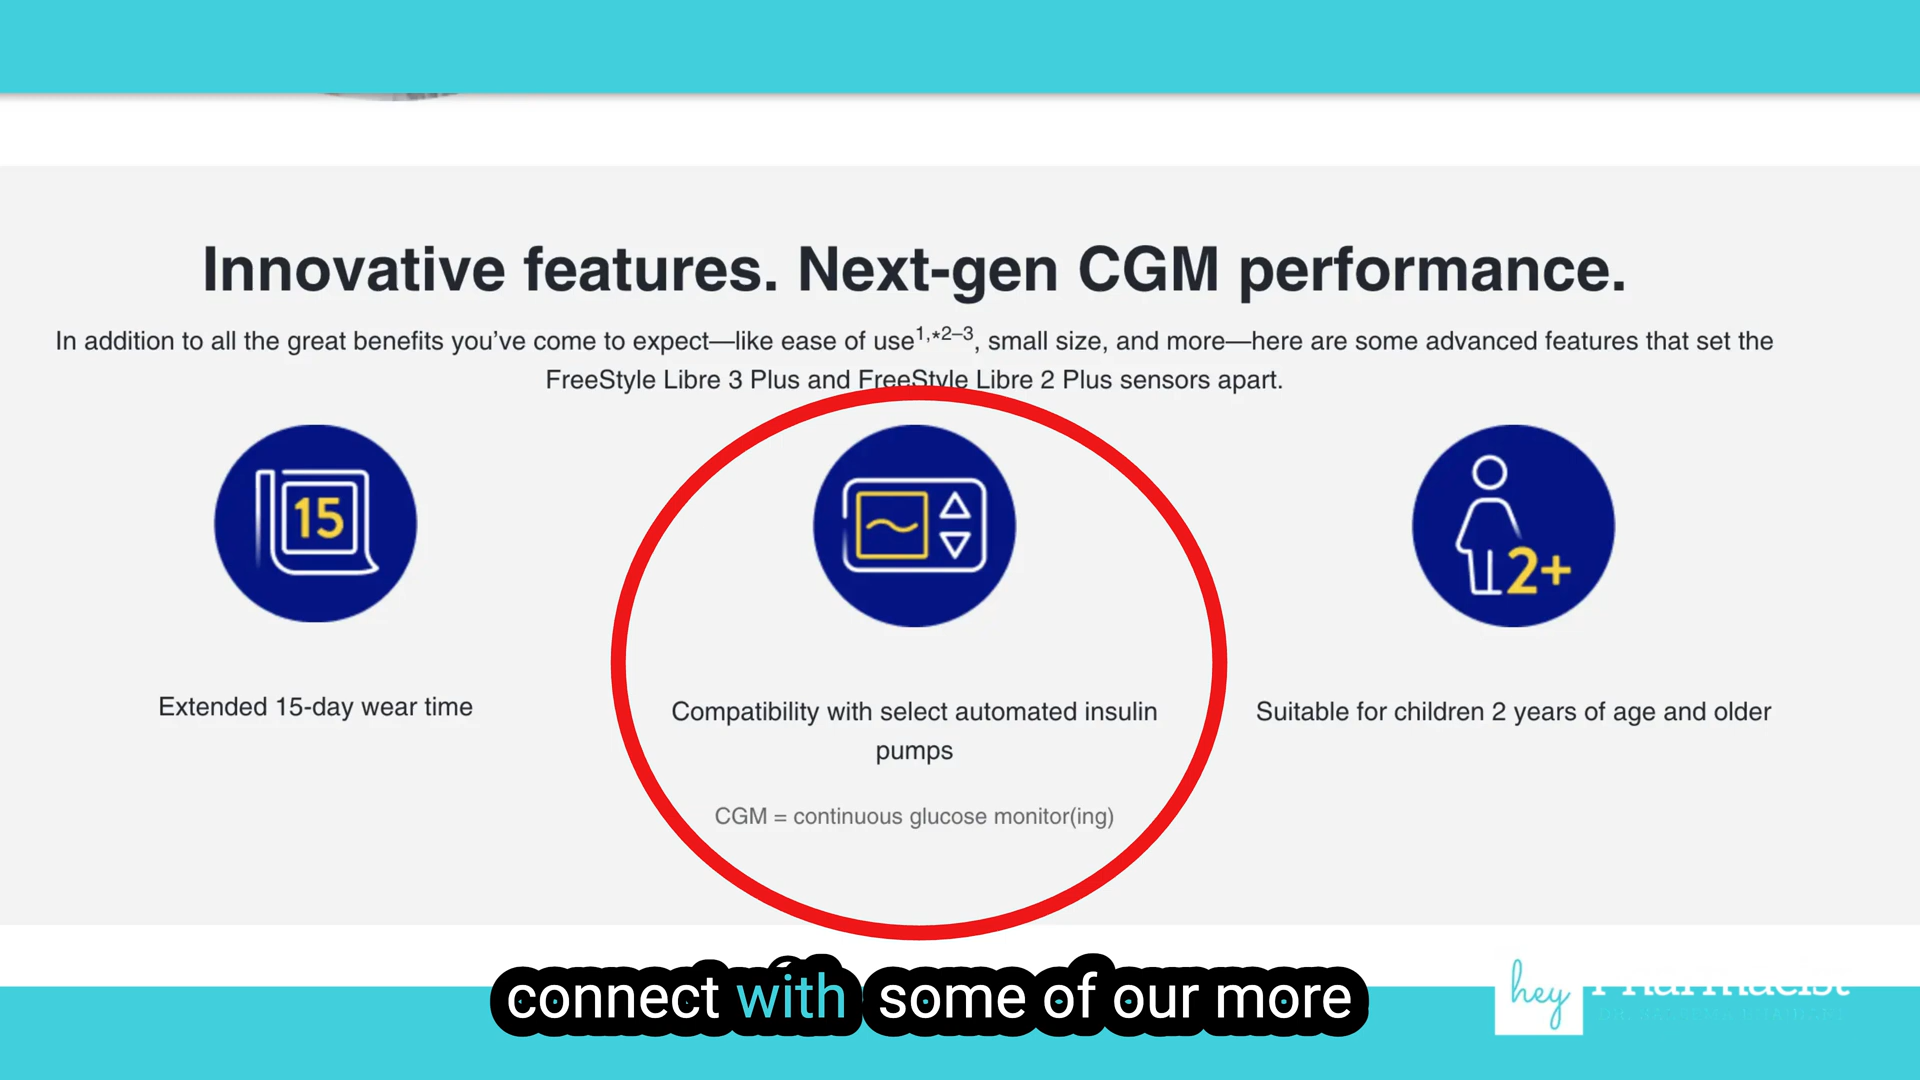 Innovative features. Next-gen CGM performance.
In addition to all the great benefits you've come to expect—like ease of use1,*2–3, small size, and more—here are some advanced features that set the
FreeStyle Libre 3 Plus and FreeStyle Libre 2 Plus sensors apart.
15
2+
Extended 15-day wear time
Compatibility with select automated insulin
pumps
Suitable for children 2 years of age and older
CGM = continuous glucose monitor(ing)
connect with some of our more
hey Pharmacist